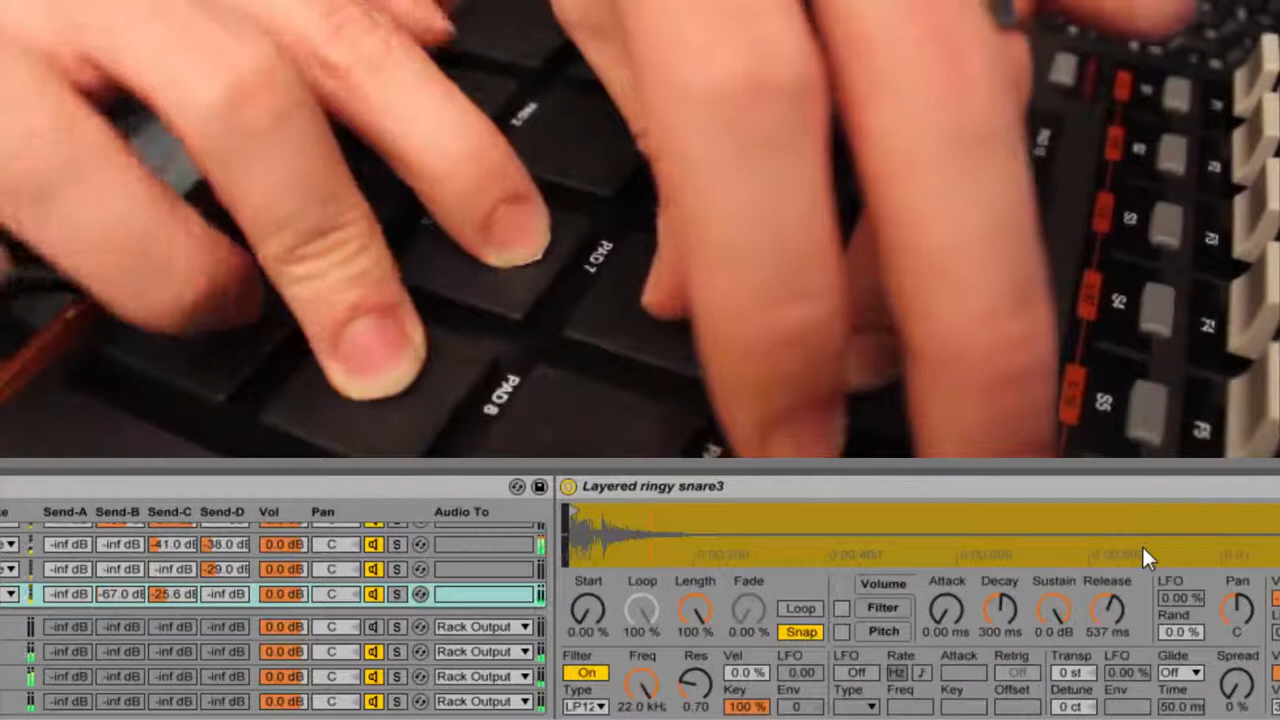 PAD 7
PAD 8
S3
S4
S5
F3
F4
F5
Layered ringy snare3
Send-A Send-B Send-C Send-D Vol Pan Audio To
-inf dB -inf dB -41.0 dB -38.0 dB 0.0 dB C S
-inf dB -inf dB -inf dB -29.0 dB 0.0 dB C S
-inf dB -67.0 dB -25.6 dB -inf dB 0.0 dB C S
-inf dB -inf dB -inf dB -inf dB 0.0 dB C S Rack Output
-inf dB -inf dB -inf dB -inf dB 0.0 dB C S Rack Output
-inf dB -inf dB -inf dB -inf dB 0.0 dB C S Rack Output
-inf dB -inf dB -inf dB -inf dB 0.0 dB C S Rack Output
Start Loop Length Fade Volume Attack Decay Sustain Release LFO Pan
0.00 %
Loop Filter Rand
0.00 % 100 % 100 % 0.00 % Snap Pitch 0.00 ms 300 ms 0.0 dB 537 ms 0.0 % C
Filter Freq Res Vel LFO LFO Rate Attack Retrig Transp LFO Glide Spread
On 0.0 % 0.00 Off Hz Off 0 st 0.00 % Off
Type Key Env Type Freq Key Offset Detune Env Time
LP12 22.0 kHz 0.70 100 % 0 0 ct 50.0 ms 0 %